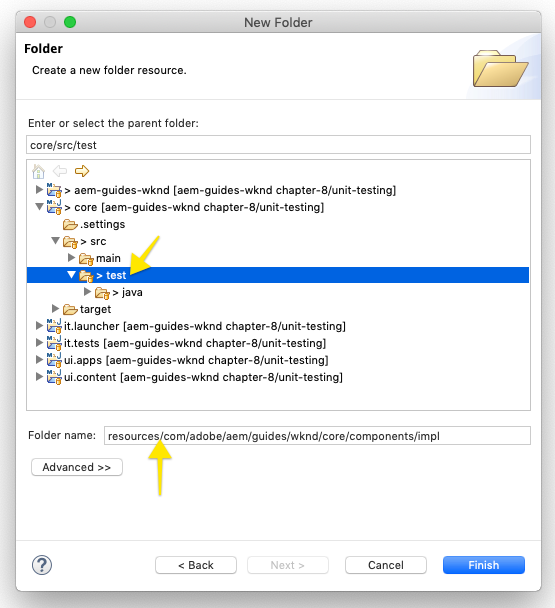 New Folder
Folder
Create a new folder resource.
Enter or select the parent folder:
core/src/test
> aem-guides-wknd [aem-guides-wknd chapter-8/unit-testing]
> core [aem-guides-wknd chapter-8/unit-testing]
.settings
> src
main
> test
> java
target
it.launcher [aem-guides-wknd chapter-8/unit-testing]
it.tests [aem-guides-wknd chapter-8/unit-testing]
ui.apps [aem-guides-wknd chapter-8/unit-testing]
ui.content [aem-guides-wknd chapter-8/unit-testing]
Folder name: resources/com/adobe/aem/guides/wknd/core/components/impl
Advanced >>
? < Back Next > Cancel Finish